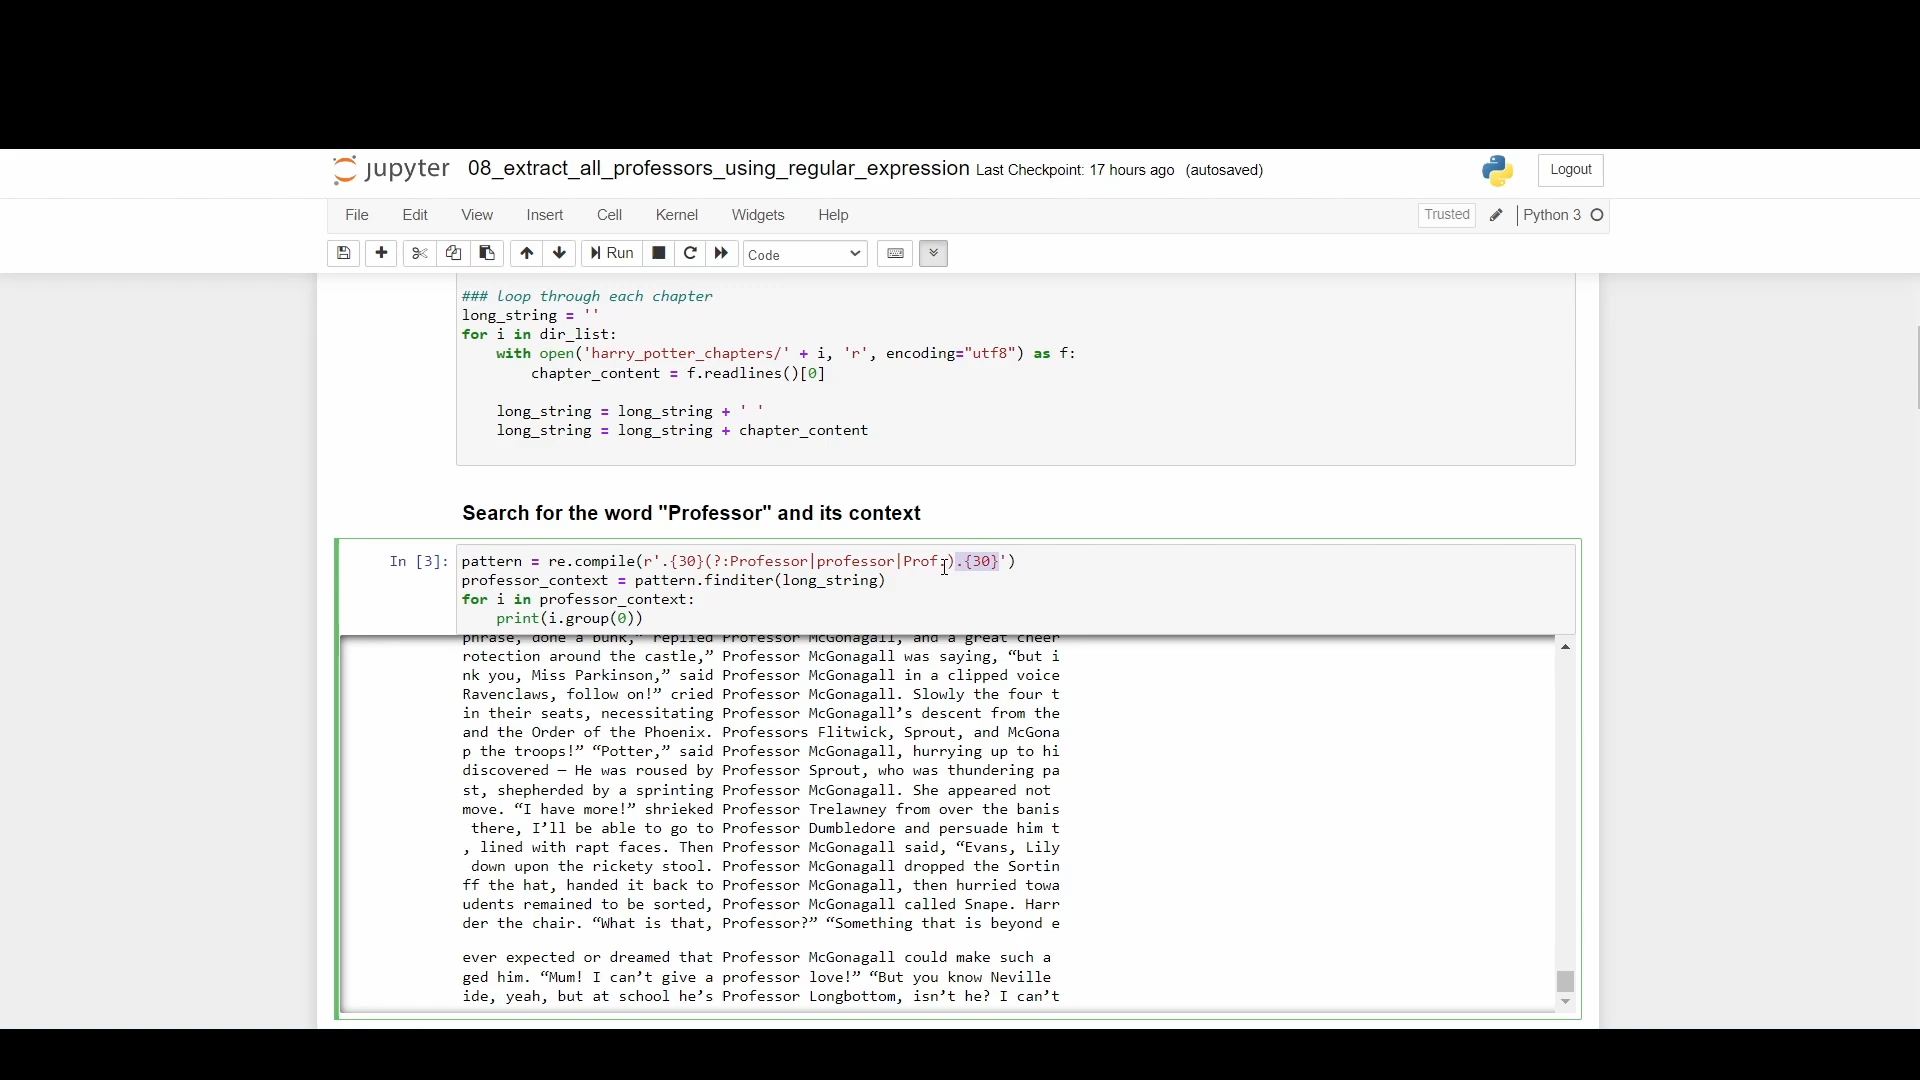 jupyter 08_extract_all_professors_using_regular_expression Last Checkpoint: 17 hours ago (autosaved) Logout
File Edit View Insert Cell Kernel Widgets Help Trusted Python 3
Run Code
### loop through each chapter
long_string = ''
for i in dir_list:
    with open('harry_potter_chapters/' + i, 'r', encoding="utf8") as f:
        chapter_content = f.readlines()[0]
    long_string = long_string + ' '
    long_string = long_string + chapter_content
Search for the word "Professor" and its context
In [3]: pattern = re.compile(r'.{30}(?:Professor|professor|Prof.).{30}')
professor_context = pattern.finditer(long_string)
for i in professor_context:
    print(i.group(0))
phrase, done a bunk,” replied Professor McGonagall, and a great cheer
rotection around the castle,” Professor McGonagall was saying, “but i
nk you, Miss Parkinson,” said Professor McGonagall in a clipped voice
Ravenclaws, follow on!” cried Professor McGonagall. Slowly the four t
in their seats, necessitating Professor McGonagall’s descent from the
and the Order of the Phoenix. Professors Flitwick, Sprout, and McGona
p the troops!” “Potter,” said Professor McGonagall, hurrying up to hi
discovered — He was roused by Professor Sprout, who was thundering pa
st, shepherded by a sprinting Professor McGonagall. She appeared not
move. “I have more!” shrieked Professor Trelawney from over the banis
there, I’ll be able to go to Professor Dumbledore and persuade him t
, lined with rapt faces. Then Professor McGonagall said, “Evans, Lily
down upon the rickety stool. Professor McGonagall dropped the Sortin
ff the hat, handed it back to Professor McGonagall, then hurried towa
udents remained to be sorted, Professor McGonagall called Snape. Harr
der the chair. “What is that, Professor?” “Something that is beyond e
ever expected or dreamed that Professor McGonagall could make such a
ged him. “Mum! I can’t give a professor love!” “But you know Neville
ide, yeah, but at school he’s Professor Longbottom, isn’t he? I can’t